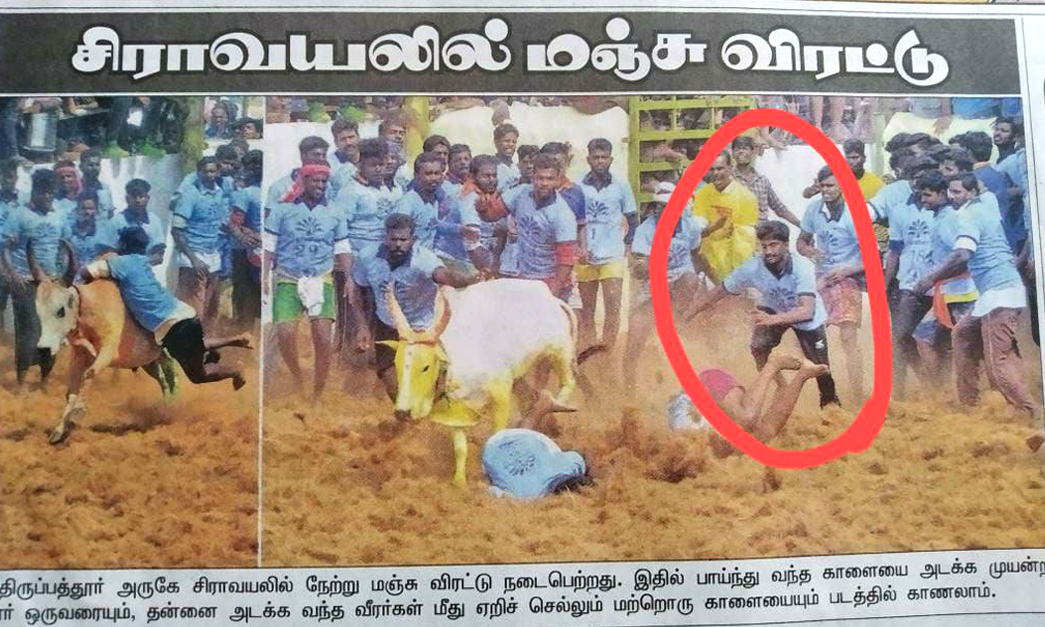 சிராவயலில் மஞ்சு விரட்டு
திருப்பத்தூர் அருகே சிராவயலில் நேற்று மஞ்சு விரட்டு நடைபெற்றது. இதில் பாய்ந்து வந்த காளையை அடக்க முயன்ற
ஒருவரையும், தன்னை அடக்க வந்த வீரர்கள் மீது ஏறிச் செல்லும் மற்றொரு காளையையும் படத்தில் காணலாம்.